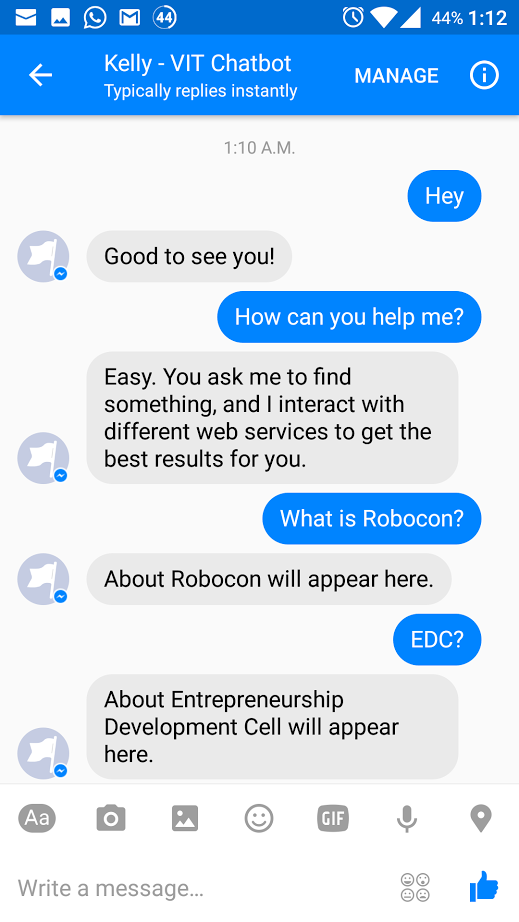 44
44% 1:12
Kelly - VIT Chatbot
Typically replies instantly
MANAGE
1:10 A.M.
Hey
Good to see you!
How can you help me?
Easy. You ask me to find
something, and I interact with
different web services to get the
best results for you.
What is Robocon?
About Robocon will appear here.
EDC?
About Entrepreneurship
Development Cell will appear
here.
Aa
GIF
Write a message...